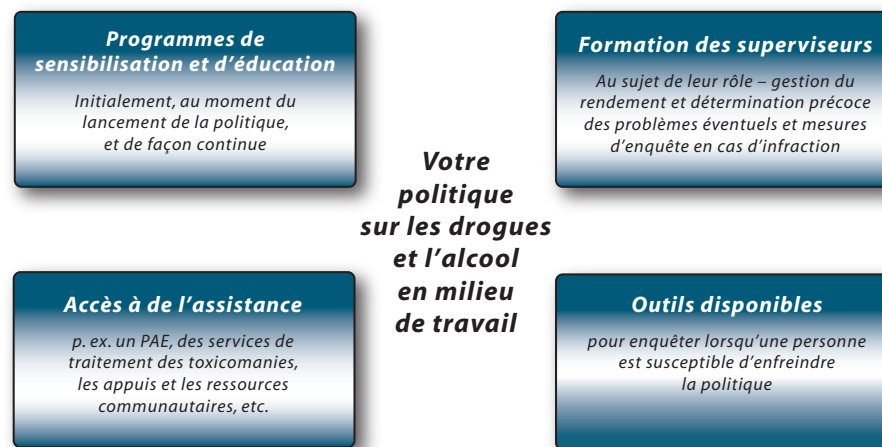 Programmes de
sensibilisation et d'éducation
Initialement, au moment du
lancement de la politique,
et de façon continue
Formation des superviseurs
Au sujet de leur rôle – gestion du
rendement et détermination précoce
des problèmes éventuels et mesures
d'enquête en cas d'infraction
Votre
politique
sur les drogues
et l'alcool
en milieu
de travail
Accès à de l'assistance
p. ex. un PAE, des services de
traitement des toxicomanies,
les appuis et les ressources
communautaires, etc.
Outils disponibles
pour enquêter lorsqu'une personne
est susceptible d'enfreindre
la politique